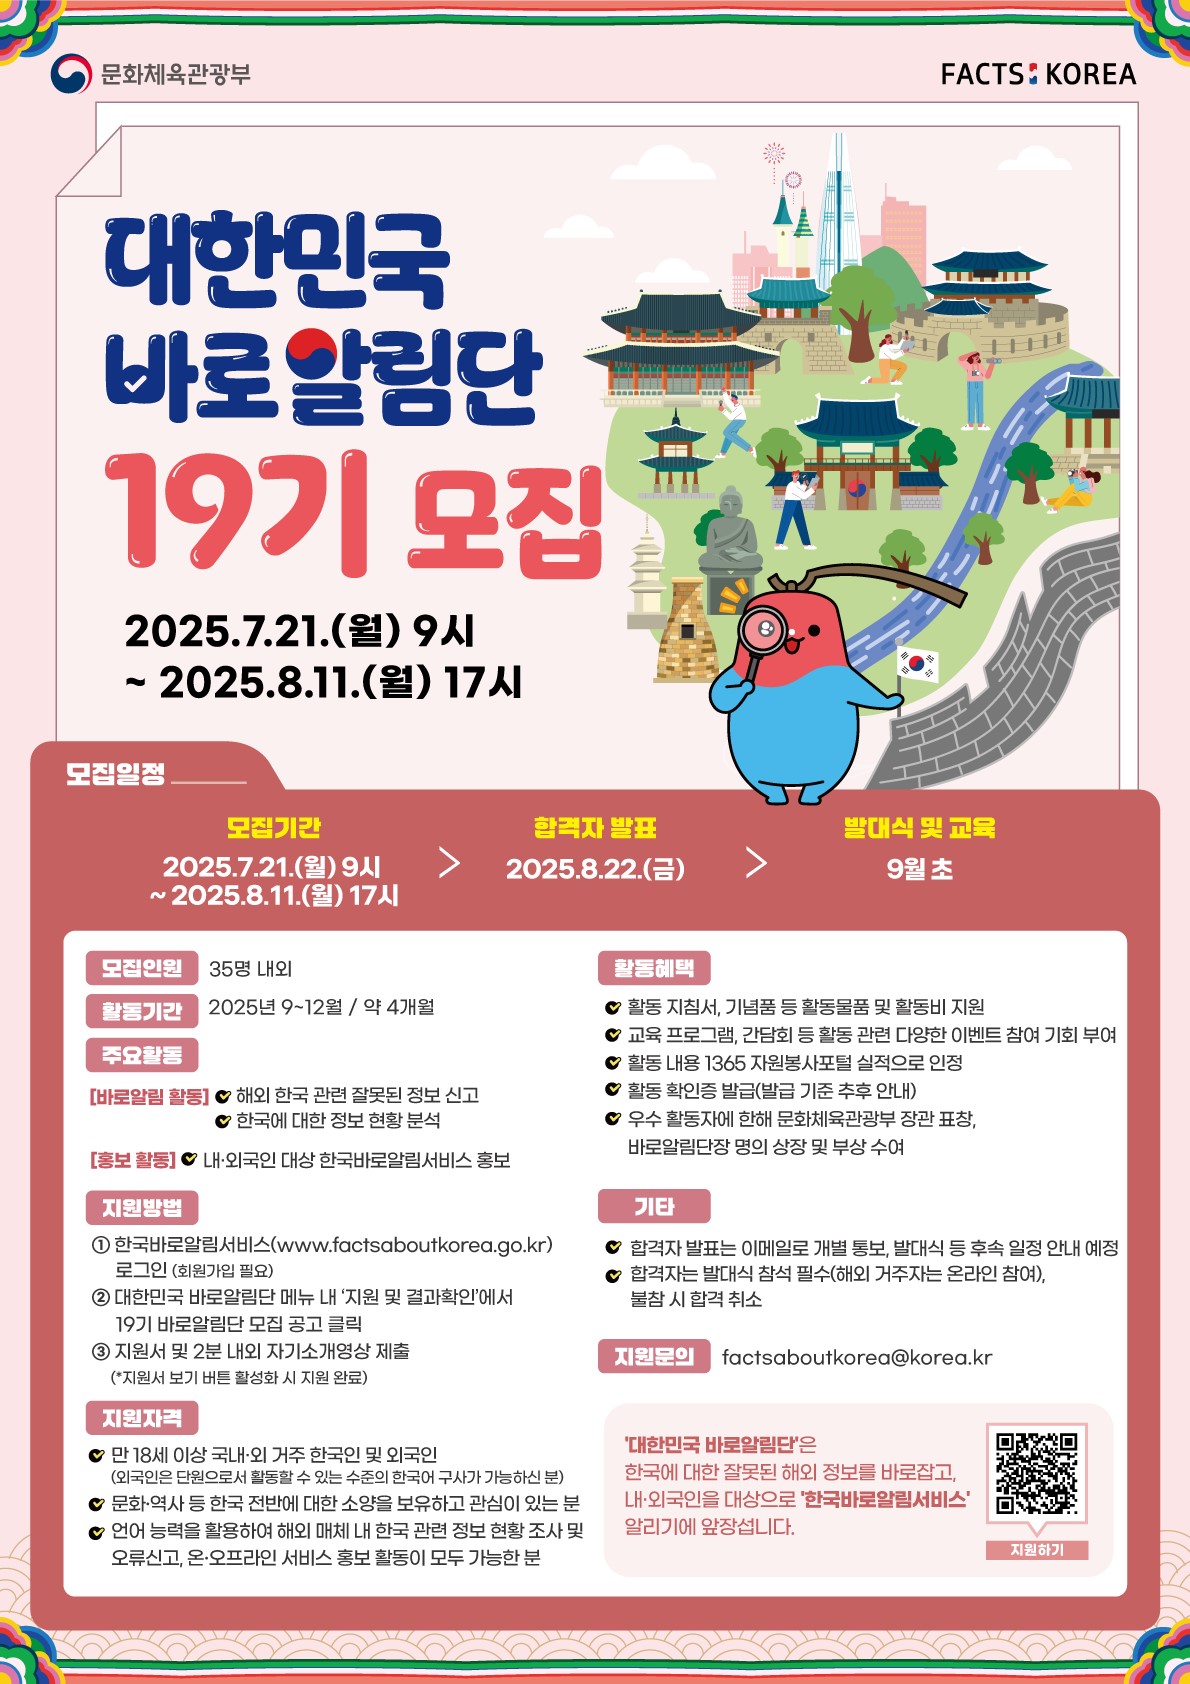 문화체육관광부
FACTS KOREA
대한민국
바로알림단
19기 모집
2025.7.21.(월) 9시
~ 2025.8.11.(월) 17시
모집일정
모집기간
2025.7.21.(월) 9시
~ 2025.8.11.(월) 17시
>
합격자 발표
2025.8.22.(금)
>
발대식 및 교육
9월 초
모집인원 35명 내외
활동기간 2025년 9~12월 / 약 4개월
주요활동
[바로알림 활동] 해외 한국 관련 잘못된 정보 신고
한국에 대한 정보 현황 분석
[홍보 활동] 내·외국인 대상 한국바로알림서비스 홍보
지원방법
① 한국바로알림서비스(www.factsaboutkorea.go.kr)
로그인 (회원가입 필요)
② 대한민국 바로알림단 메뉴 내 ‘지원 및 결과확인’에서
19기 바로알림단 모집 공고 클릭
③ 지원서 및 2분 내외 자기소개영상 제출
(*지원서 보기 버튼 활성화 시 지원 완료)
지원자격
만 18세 이상 국내·외 거주 한국인 및 외국인
(외국인은 단원으로서 활동할 수 있는 수준의 한국어 구사가 가능하신 분)
문화·역사 등 한국 전반에 대한 소양을 보유하고 관심이 있는 분
언어 능력을 활용하여 해외 매체 내 한국 관련 정보 현황 조사 및
오류신고, 온·오프라인 서비스 홍보 활동이 모두 가능한 분
활동혜택
활동 지침서, 기념품 등 활동물품 및 활동비 지원
교육 프로그램, 간담회 등 활동 관련 다양한 이벤트 참여 기회 부여
활동 내용 1365 자원봉사포털 실적으로 인정
활동 확인증 발급(발급 기준 추후 안내)
우수 활동자에 한해 문화체육관광부 장관 표창,
바로알림단장 명의 상장 및 부상 수여
기타
합격자 발표는 이메일로 개별 통보, 발대식 등 후속 일정 안내 예정
합격자는 발대식 참석 필수(해외 거주자는 온라인 참여),
불참 시 합격 취소
지원문의 factsaboutkorea@korea.kr
'대한민국 바로알림단'은
한국에 대한 잘못된 해외 정보를 바로잡고,
내·외국인을 대상으로 '한국바로알림서비스'
알리기에 앞장섭니다.
지원하기